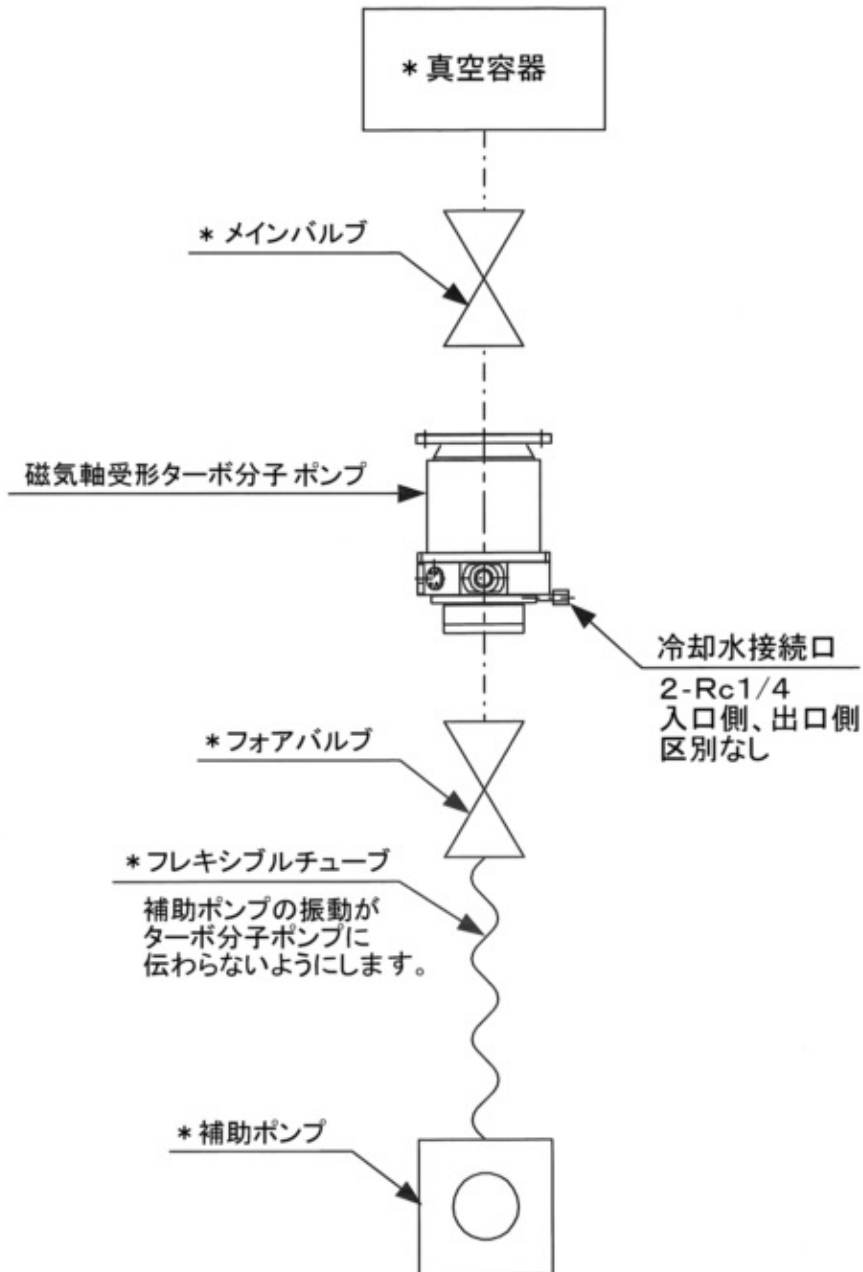 * 真空容器
* メインバルブ
磁気軸受形ターボ分子ポンプ
冷却水接続口
2-Rc1/4
入口側、出口側
区別なし
* フォアバルブ
* フレキシブルチューブ
補助ポンプの振動が
ターボ分子ポンプに
伝わらないようにします。
* 補助ポンプ